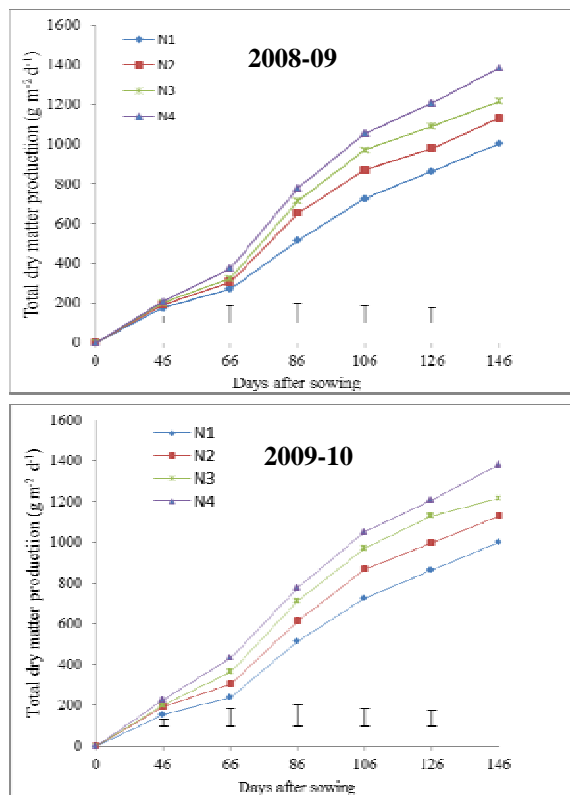 1600
1400
1200
1000
800
600
400
200
0
Total dry matter productiion (g m⁻² d⁻¹)
N1
N2
N3
N4
2008-09
0 46 66 86 106 126 146
Days after sowing
1600
1400
1200
1000
800
600
400
200
0
Total dry matter productiion (g m⁻² d⁻¹)
N1
N2
N3
N4
2009-10
0 46 66 86 106 126 146
Days after sowing